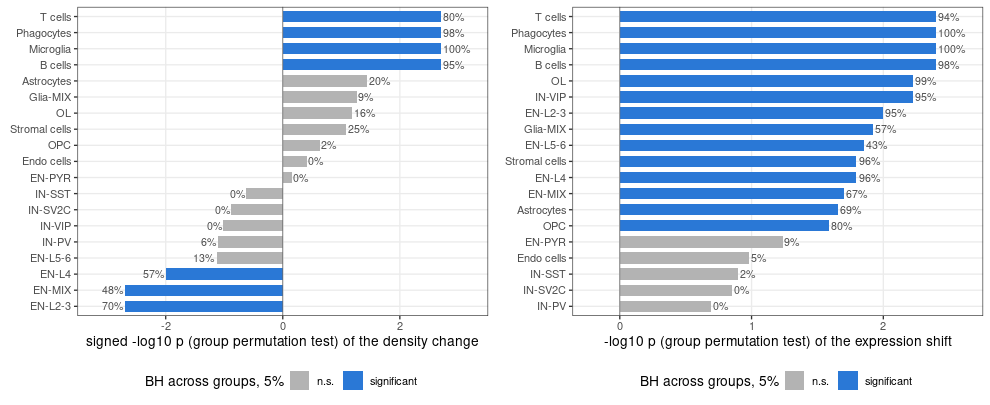 T cells 80%
Phagocytes 98%
Microglia 100%
B cells 95%
Astrocytes 20%
Glia-MIX 9%
OL 16%
Stromal cells 25%
OPC 2%
Endo cells 0%
EN-PYR 0%
IN-SST 0%
IN-SV2C 0%
IN-VIP 0%
IN-PV 6%
EN-L5-6 13%
EN-L4 57%
EN-MIX 48%
EN-L2-3 70%
-2 0 2
signed -log10 p (group permutation test) of the density change
BH across groups, 5% n.s. significant
T cells 94%
Phagocytes 100%
Microglia 100%
B cells 98%
OL 99%
IN-VIP 95%
EN-L2-3 95%
Glia-MIX 57%
EN-L5-6 43%
Stromal cells 96%
EN-L4 96%
EN-MIX 67%
Astrocytes 69%
OPC 80%
EN-PYR 9%
Endo cells 5%
IN-SST 2%
IN-SV2C 0%
IN-PV 0%
0 1 2
-log10 p (group permutation test) of the expression shift
BH across groups, 5% n.s. significant